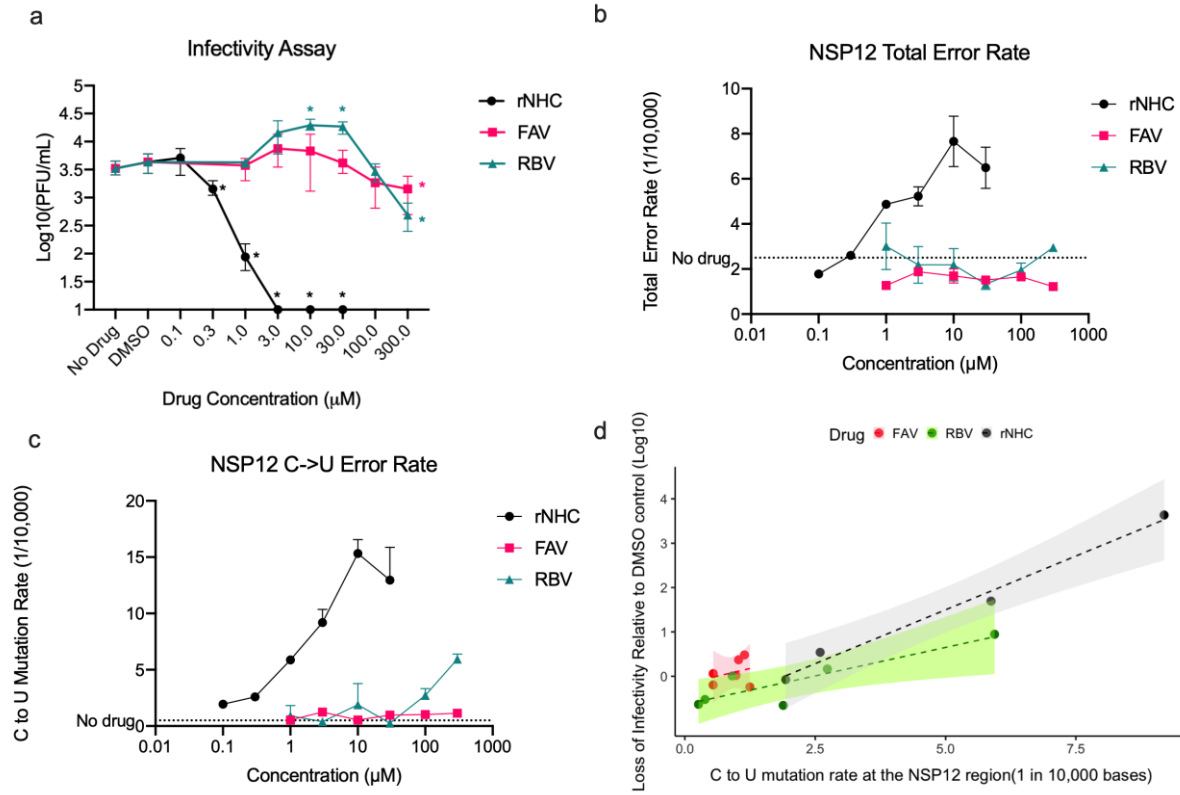 a
Infectivity Assay
Log10(PFU/mL)
5
4.5
4
3.5
3
2.5
2
1.5
1
No Drug
DMSO
0.1
0.3
1.0
3.0
10.0
30.0
100.0
300.0
* * * * * *
* *
*
*
Drug Concentration (μM)
rNHC
FAV
RBV
b
NSP12 Total Error Rate
Total Error Rate (1/10,000)
10
8
6
4
No drug
2
0
0.01
0.1
1
10
100
1000
Concentration (μM)
rNHC
FAV
RBV
c
NSP12 C->U Error Rate
C to U Mutation Rate (1/10,000)
20
15
10
5
No drug
0
0.01
0.1
1
10
100
1000
Concentration (μM)
rNHC
FAV
RBV
d
Drug FAV RBV rNHC
Loss of Infectivity Relative to DMSO control (Log10)
4
3
2
1
0
0.0
2.5
5.0
7.5
C to U mutation rate at the NSP12 region(1 in 10,000 bases)